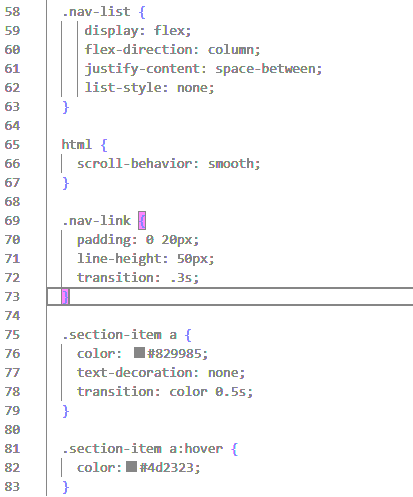 58 .nav-list {
59 display: flex;
60 flex-direction: column;
61 justify-content: space-between;
62 list-style: none;
63 }
64
65 html {
66 scroll-behavior: smooth;
67 }
68
69 .nav-link {
70 padding: 0 20px;
71 line-height: 50px;
72 transition: .3s;
73 }
74
75 .section-item a {
76 color: #829985;
77 text-decoration: none;
78 transition: color 0.5s;
79 }
80
81 .section-item a:hover {
82 color:#4d2323;
83 }